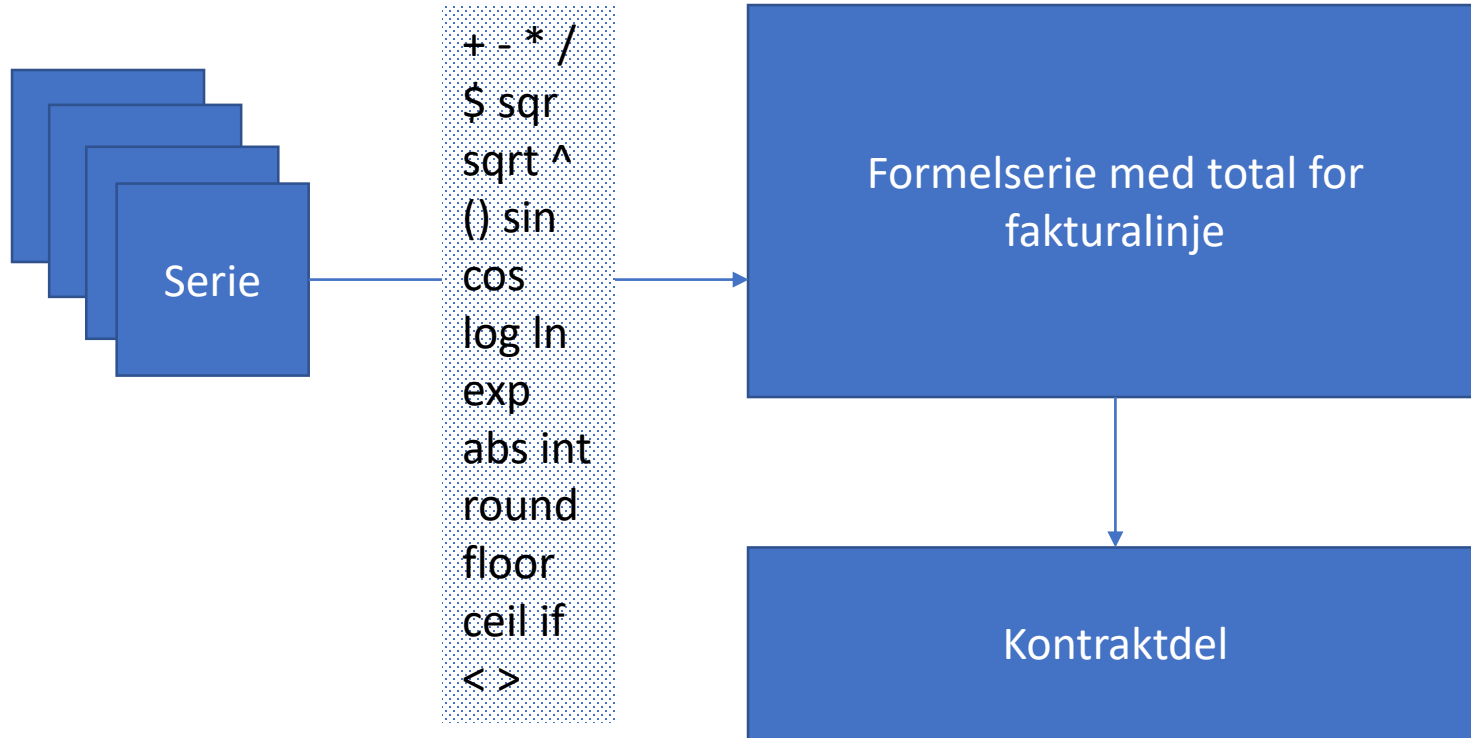 Serie
+ - * /
$ sqr
sqrt ^
() sin
cos
log ln
exp
abs int
round
floor
ceil if
< >
Formelserie med total for
fakturalinje
Kontraktdel